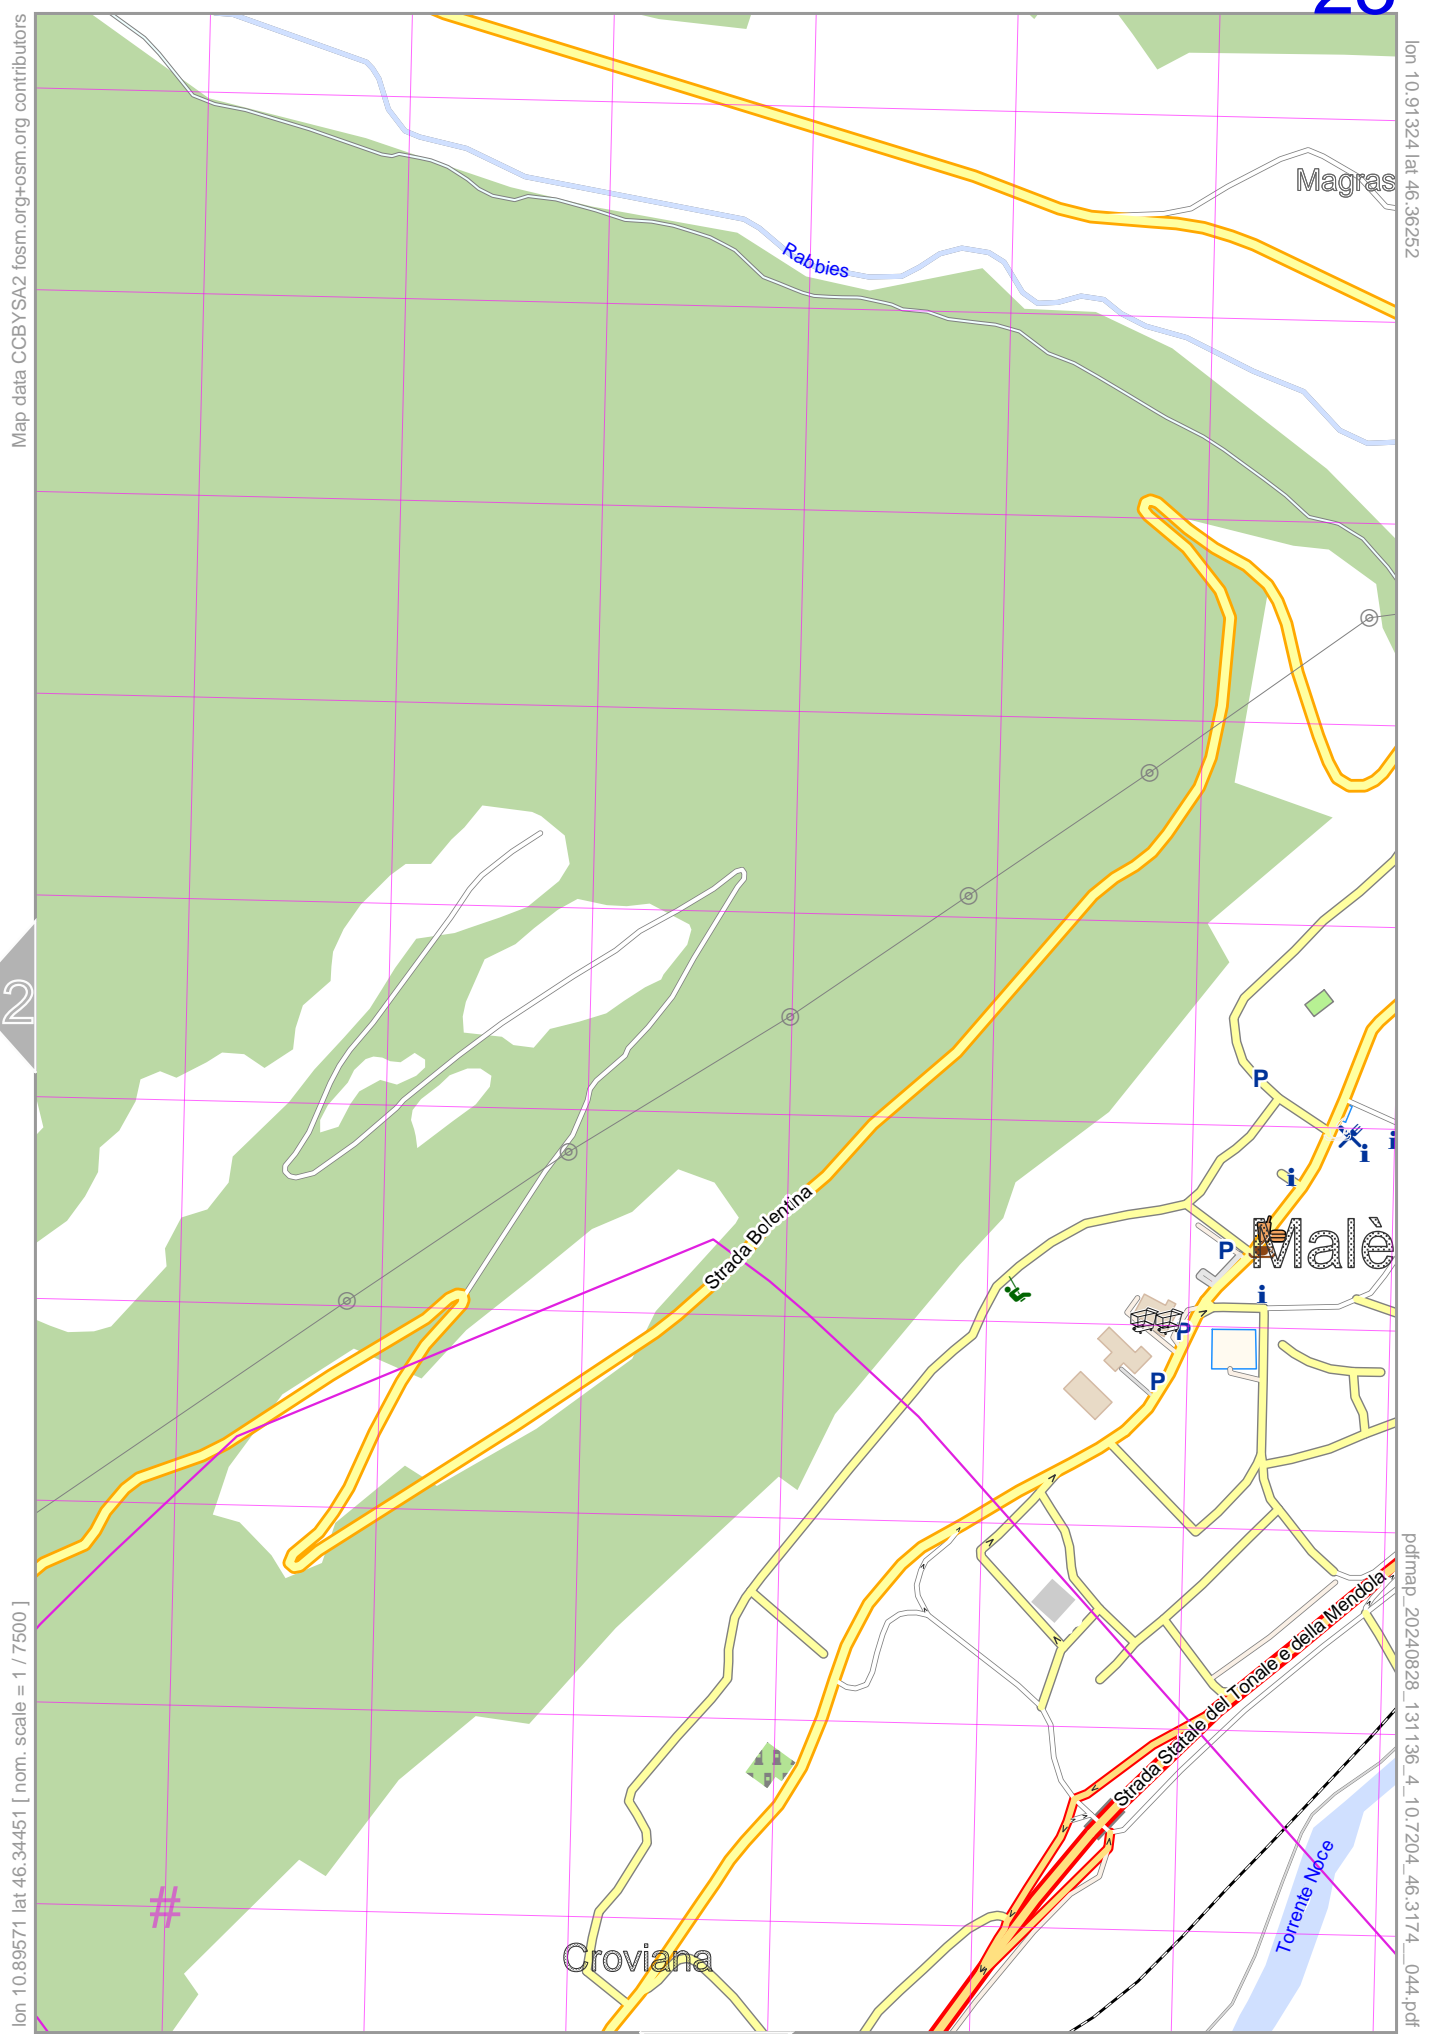 Map data CCBYSA2 fosm.org+osm.org contributors
lon 10.91324 lat 46.36252
Magras
Rabbies
2
P
i
i
i
Malè
P
i
P
P
Strada Bolentina
Strada Statale del Tonale e della Mendola
Torrente Noce
#
Croviana
lon 10.89571 lat 46.34451 [ nom. scale = 1 / 7500 ]
pdfmap_20240828_131136_4_10.7204_46.3174__044.pdf